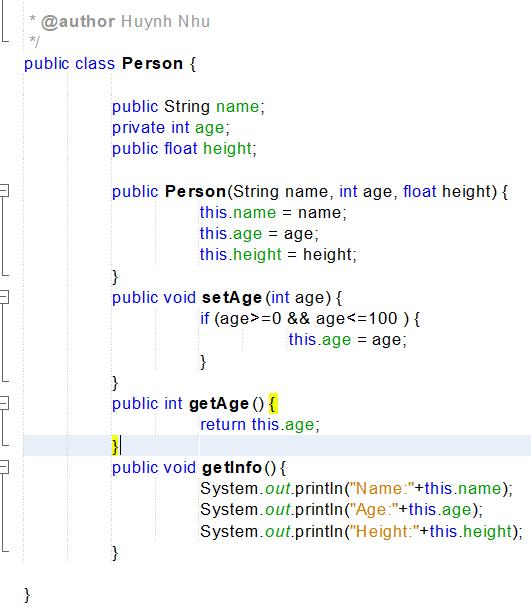 * @author Huynh Nhu
*/
public class Person {
public String name;
private int age;
public float height;
public Person(String name, int age, float height) {
this.name = name;
this.age = age;
this.height = height;
}
public void setAge(int age) {
if (age>=0 && age<=100 ) {
this.age = age;
}
}
public int getAge() {
return this.age;
}
public void getInfo() {
System.out.println("Name:"+this.name);
System.out.println("Age:"+this.age);
System.out.println("Height:"+this.height);
}
}